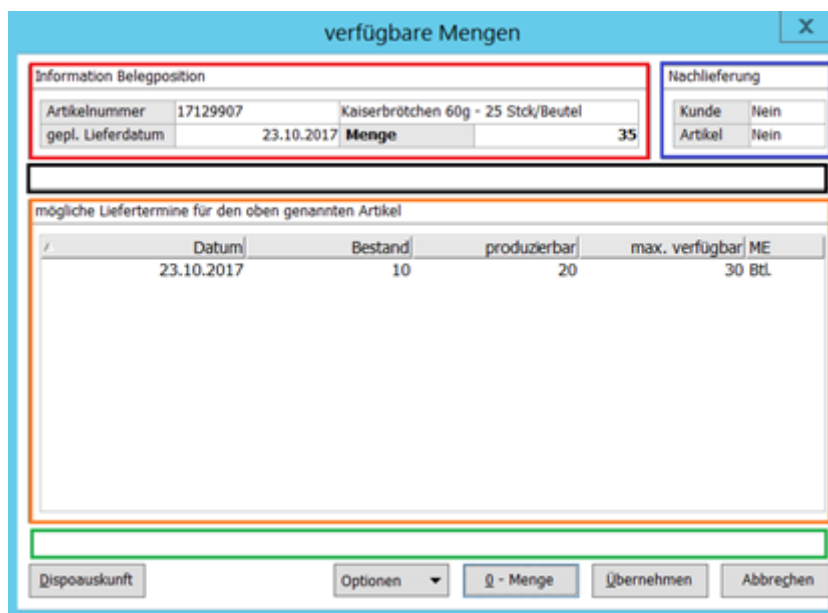 verfügbare Mengen
X
Information Belegposition
Nachlieferung
Artikelnummer 17129907 Kaiserbrötchen 60g - 25 Stck/Beutel
Kunde Nein
gepl. Lieferdatum 23.10.2017 Menge 35
Artikel Nein
mögliche Liefertermine für den oben genannten Artikel
Datum Bestand produzierbar max. verfügbar ME
23.10.2017 10 20 30 Btl.
Dispoauskunft Optionen 0 - Menge Übernehmen Abbrechen